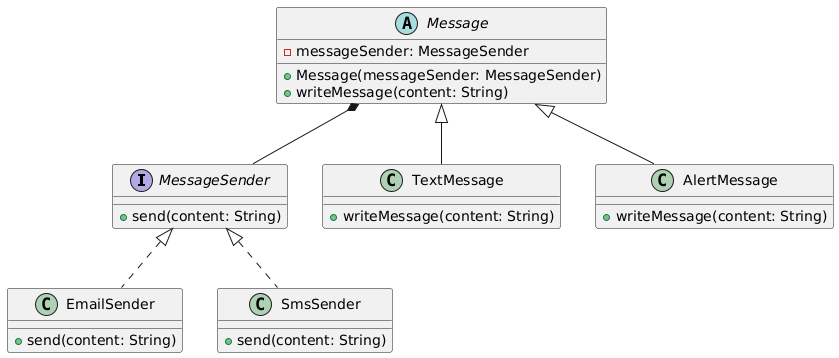 A Message
messageSender: MessageSender
Message(messageSender: MessageSender)
writeMessage(content: String)
I MessageSender
send(content: String)
C TextMessage
writeMessage(content: String)
C AlertMessage
writeMessage(content: String)
C EmailSender
send(content: String)
C SmsSender
send(content: String)